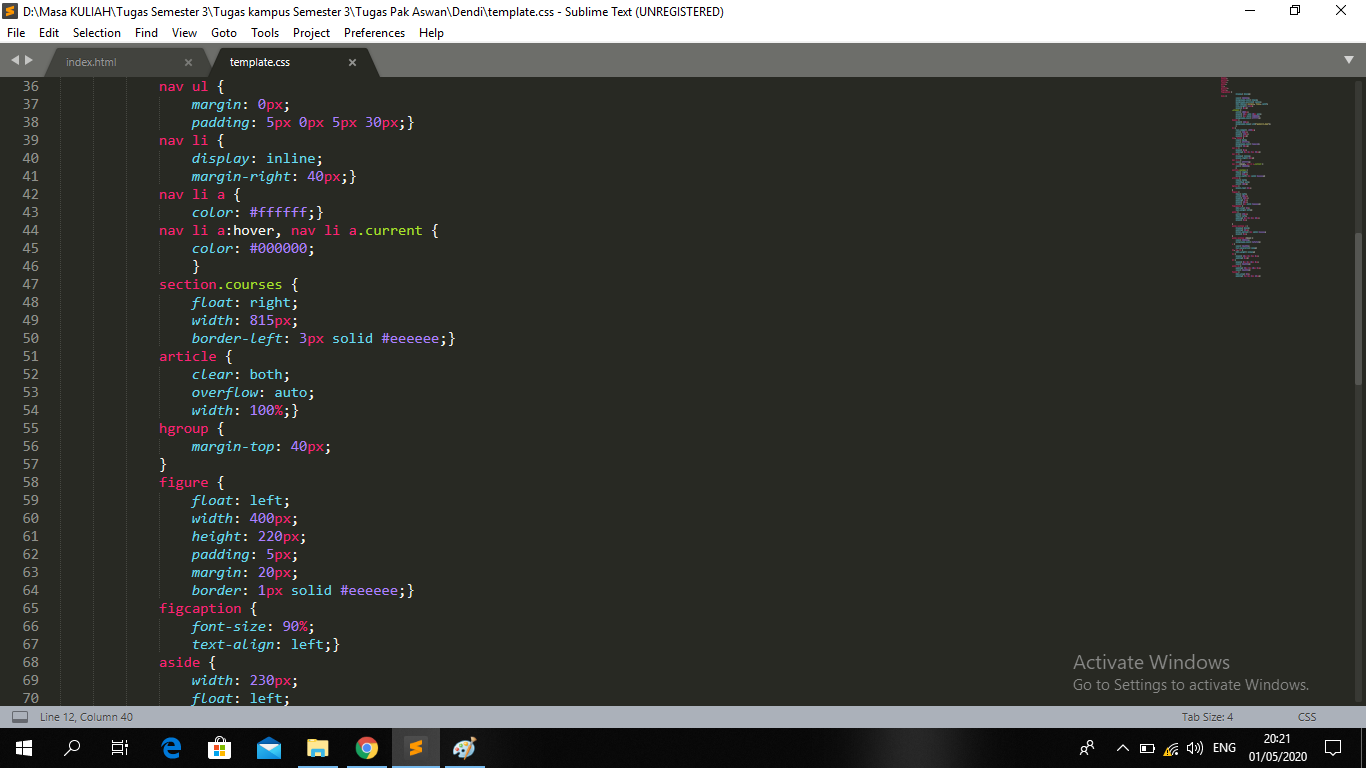 D:\Masa KULIAH\Tugas Semester 3\Tugas kampus Semester 3\Tugas Pak Aswan\Dendi\template.css - Sublime Text (UNREGISTERED)
File Edit Selection Find View Goto Tools Project Preferences Help
index.html template.css
36 nav ul {
37 margin: 0px;
38 padding: 5px 0px 5px 30px;}
39 nav li {
40 display: inline;
41 margin-right: 40px;}
42 nav li a {
43 color: #ffffff;}
44 nav li a:hover, nav li a.current {
45 color: #000000;
46 }
47 section.courses {
48 float: right;
49 width: 815px;
50 border-left: 3px solid #eeeeee;}
51 article {
52 clear: both;
53 overflow: auto;
54 width: 100%;}
55 hgroup {
56 margin-top: 40px;
57 }
58 figure {
59 float: left;
60 width: 400px;
61 height: 220px;
62 padding: 5px;
63 margin: 20px;
64 border: 1px solid #eeeeee;}
65 figcaption {
66 font-size: 90%;
67 text-align: left;}
68 aside {
69 width: 230px;
70 float: left;
Activate Windows
Go to Settings to activate Windows.
Line 12, Column 40 Tab Size: 4 CSS
ENG 20:21
01/05/2020